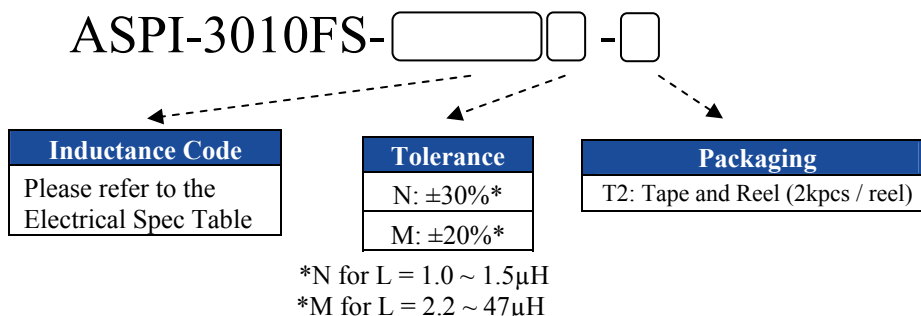 ASPI-3010FS- -
Inductance Code
Please refer to the
Electrical Spec Table
Tolerance
N: ±30%*
M: ±20%*
*N for L = 1.0 ~ 1.5µH
*M for L = 2.2 ~ 47µH
Packaging
T2: Tape and Reel (2kpcs / reel)